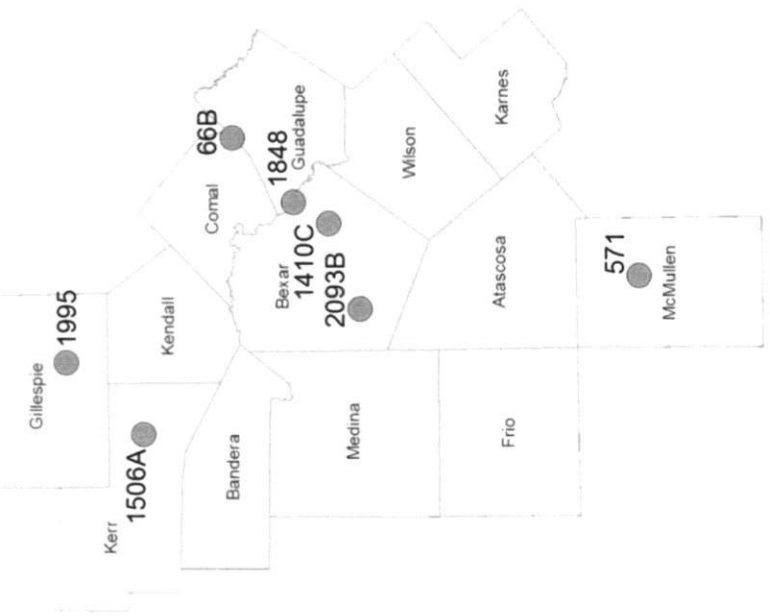 Gillespie
1995
Kerr
1506A
Kendall
Comal
66B
Bandera
Bexar
1848
Guadalupe
1410C
2093B
Medina
Wilson
Karnes
Atascosa
Frio
571
McMullen